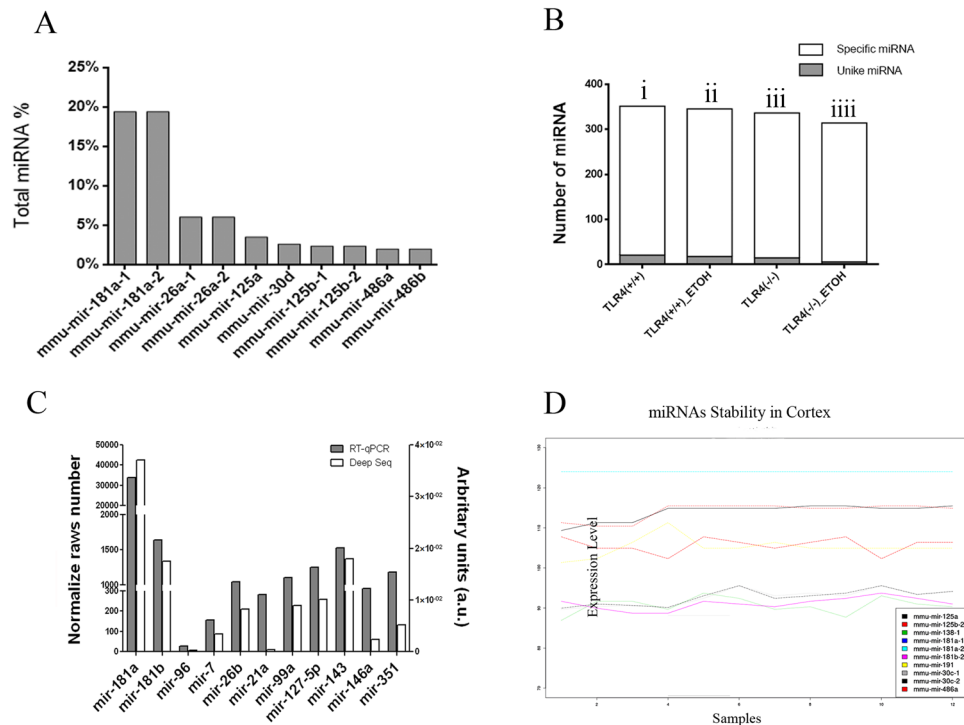 A
Total miRNA %
25%
20%
15%
10%
5%
0%
mmu-mir-181a-1
mmu-mir-181a-2
mmu-mir-26a-1
mmu-mir-26a-2
mmu-mir-125a
mmu-mir-30d
mmu-mir-125b-1
mmu-mir-125b-2
mmu-mir-486a
mmu-mir-486b
B
Specific miRNA
Unike miRNA
Number of miRNA
400
300
200
100
0
i
ii
iii
iiii
TLR4(+/+)
TLR4(+/+)_ETOH
TLR4(-/-)
TLR4(-/-)_ETOH
C
Normalize raws number
50000
40000
30000
20000
10000
2000
1500
1000
300
200
100
0
RT-qPCR
Deep Seq
4×10-02
3×10-02
2×10-02
1×10-02
0
Arbritary units (a.u.)
mir-181a
mir-181b
mir-96
mir-7
mir-26b
mir-21a
mir-99a
mir-127-5p
mir-143
mir-146a
mir-351
D
miRNAs Stability in Cortex
Expression Level
mmu-mir-125a
mmu-mir-125b-2
mmu-mir-138-1
mmu-mir-181a-1
mmu-mir-181a-2
mmu-mir-181b-2
mmu-mir-191
mmu-mir-30c-1
mmu-mir-30c-2
mmu-mir-486a
2
4
6
8
10
12
Samples